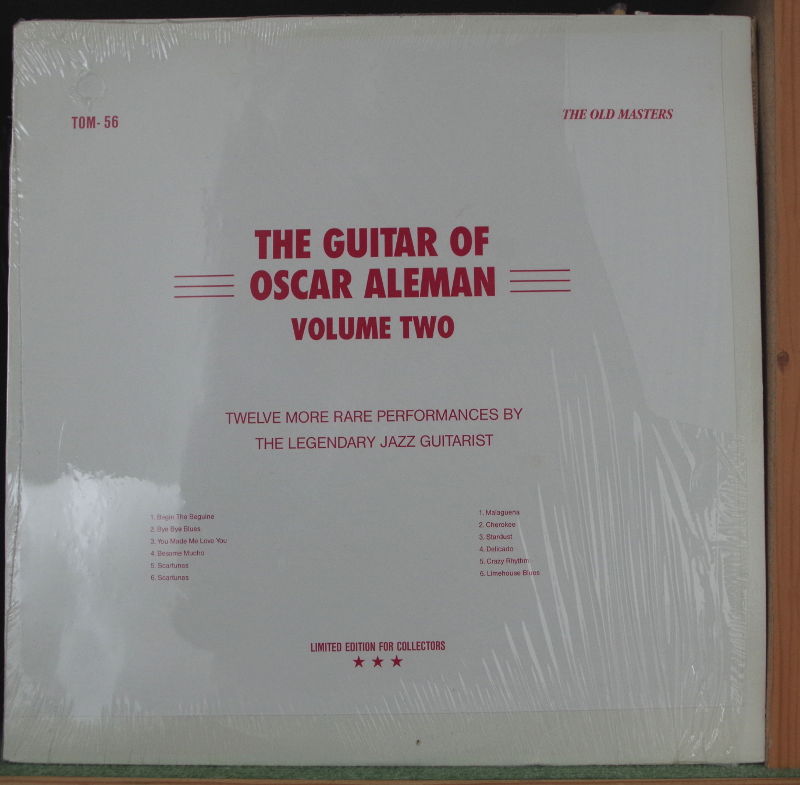 TOM- 56
THE OLD MASTERS
THE GUITAR OF
OSCAR ALEMAN
VOLUME TWO
TWELVE MORE RARE PERFORMANCES BY
THE LEGENDARY JAZZ GUITARIST
1. Begin The Beguine
2. Bye Bye Blues
3. You Made Me Love You
4. Besame Mucho
5. Scartunas
6. Scartunas
1. Malaguena
2. Cherokee
3. Stardust
4. Delicado
5. Crazy Rhythm
6. Limehouse Blues
LIMITED EDITION FOR COLLECTORS